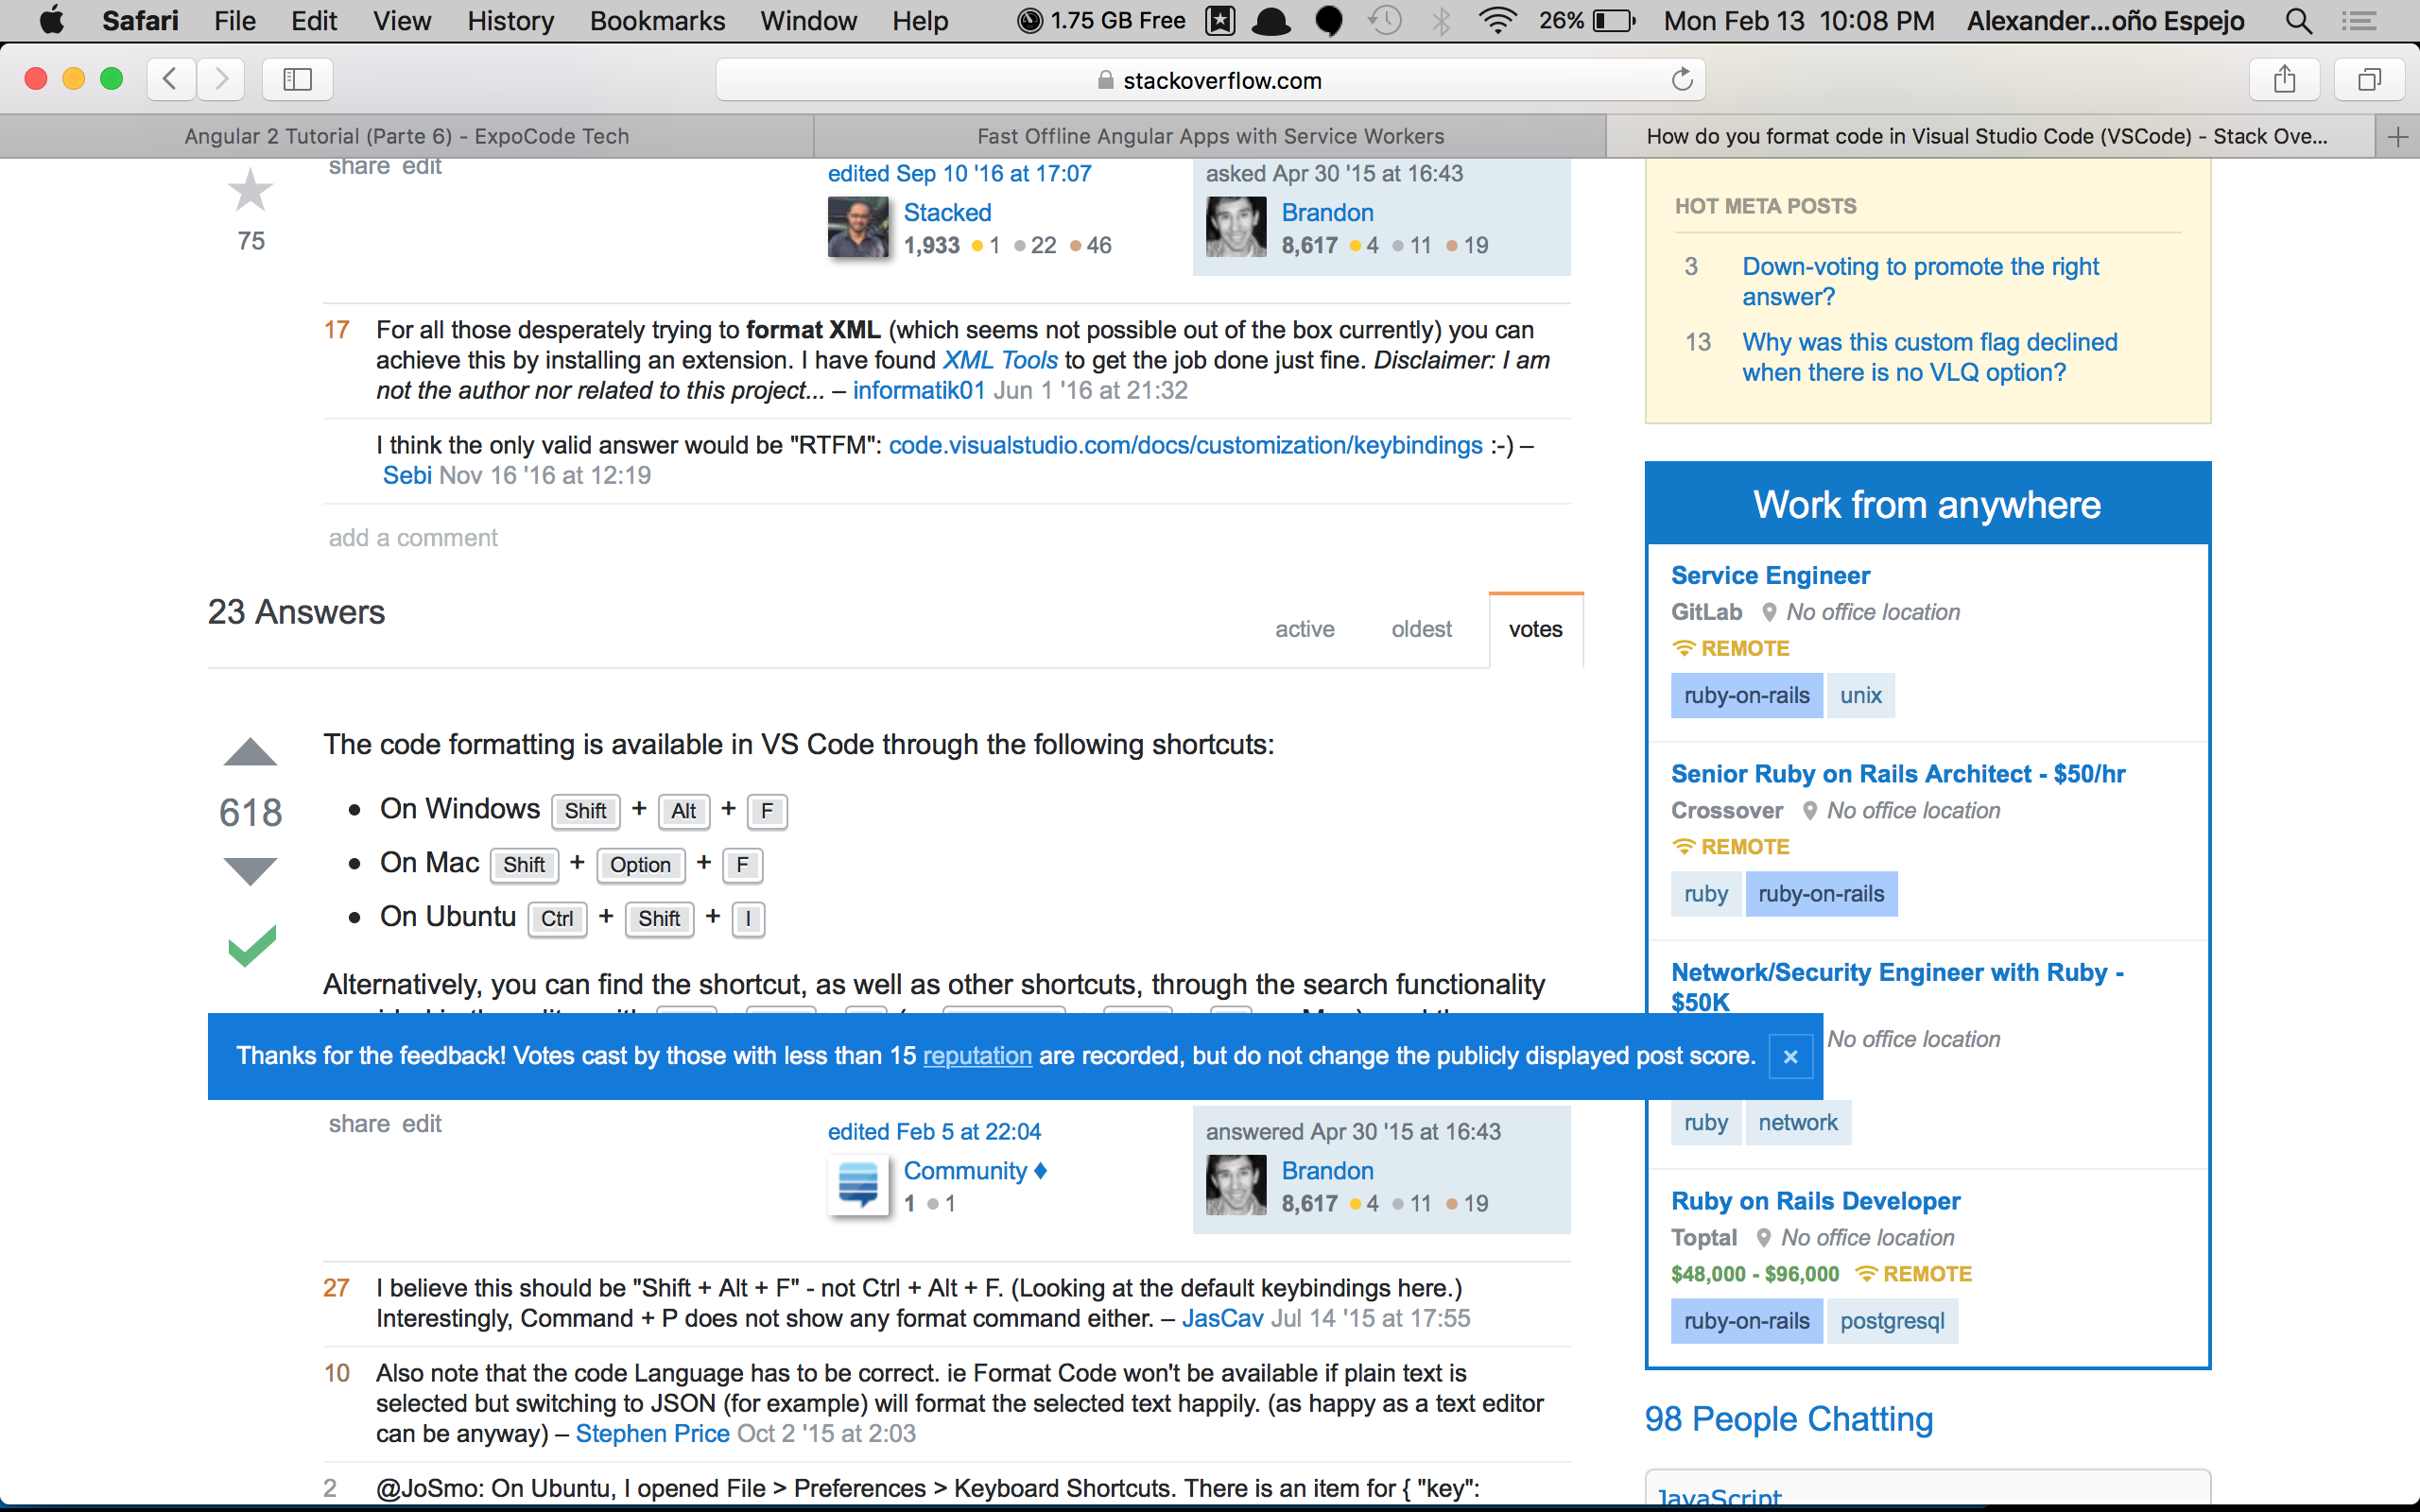 Safari File Edit View History Bookmarks Window Help 1.75 GB Free 26% Mon Feb 13 10:08 PM Alexander...oño Espejo
stackoverflow.com
Angular 2 Tutorial (Parte 6) - ExpoCode Tech
Fast Offline Angular Apps with Service Workers
How do you format code in Visual Studio Code (VSCode) - Stack Ove...
share edit
75
edited Sep 10 '16 at 17:07
Stacked
1,933 1 22 46
asked Apr 30 '15 at 16:43
Brandon
8,617 4 11 19
17 For all those desperately trying to format XML (which seems not possible out of the box currently) you can
achieve this by installing an extension. I have found XML Tools to get the job done just fine. Disclaimer: I am
not the author nor related to this project... – informatik01 Jun 1 '16 at 21:32
I think the only valid answer would be "RTFM": code.visualstudio.com/docs/customization/keybindings :-) –
Sebi Nov 16 '16 at 12:19
add a comment
23 Answers
active oldest votes
618
The code formatting is available in VS Code through the following shortcuts:
• On Windows Shift + Alt + F
• On Mac Shift + Option + F
• On Ubuntu Ctrl + Shift + I
Alternatively, you can find the shortcut, as well as other shortcuts, through the search functionality
Thanks for the feedback! Votes cast by those with less than 15 reputation are recorded, but do not change the publicly displayed post score. ×
share edit
edited Feb 5 at 22:04
Community ♦
1 1
answered Apr 30 '15 at 16:43
Brandon
8,617 4 11 19
27 I believe this should be "Shift + Alt + F" - not Ctrl + Alt + F. (Looking at the default keybindings here.)
Interestingly, Command + P does not show any format command either. – JasCav Jul 14 '15 at 17:55
10 Also note that the code Language has to be correct. ie Format Code won't be available if plain text is
selected but switching to JSON (for example) will format the selected text happily. (as happy as a text editor
can be anyway) – Stephen Price Oct 2 '15 at 2:03
2 @JoSmo: On Ubuntu, I opened File > Preferences > Keyboard Shortcuts. There is an item for { "key":
HOT META POSTS
3 Down-voting to promote the right
answer?
13 Why was this custom flag declined
when there is no VLQ option?
Work from anywhere
Service Engineer
GitLab No office location
REMOTE
ruby-on-rails unix
Senior Ruby on Rails Architect - $50/hr
Crossover No office location
REMOTE
ruby ruby-on-rails
Network/Security Engineer with Ruby -
$50K
No office location
ruby network
Ruby on Rails Developer
Toptal No office location
$48,000 - $96,000 REMOTE
ruby-on-rails postgresql
98 People Chatting
JavaScript